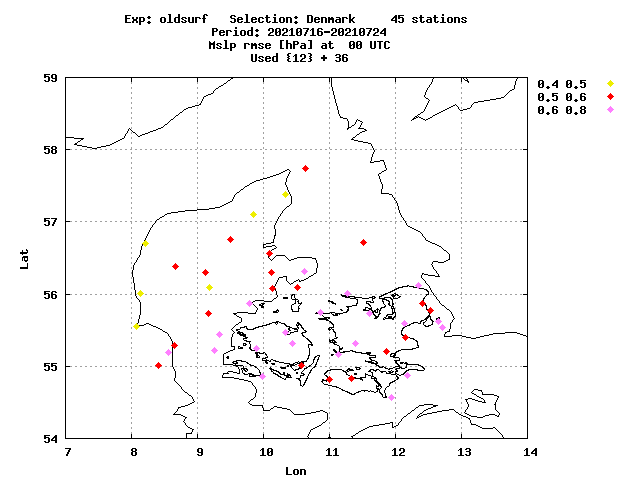 Exp: oldsurf Selection: Denmark 45 stations
Period: 20210716-20210724
Mslp rmse [hPa] at 00 UTC
Used {12} + 36
0.4 0.5
0.5 0.6
0.6 0.8
59
58
57
56
55
54
Lat
7 8 9 10 11 12 13 14
Lon